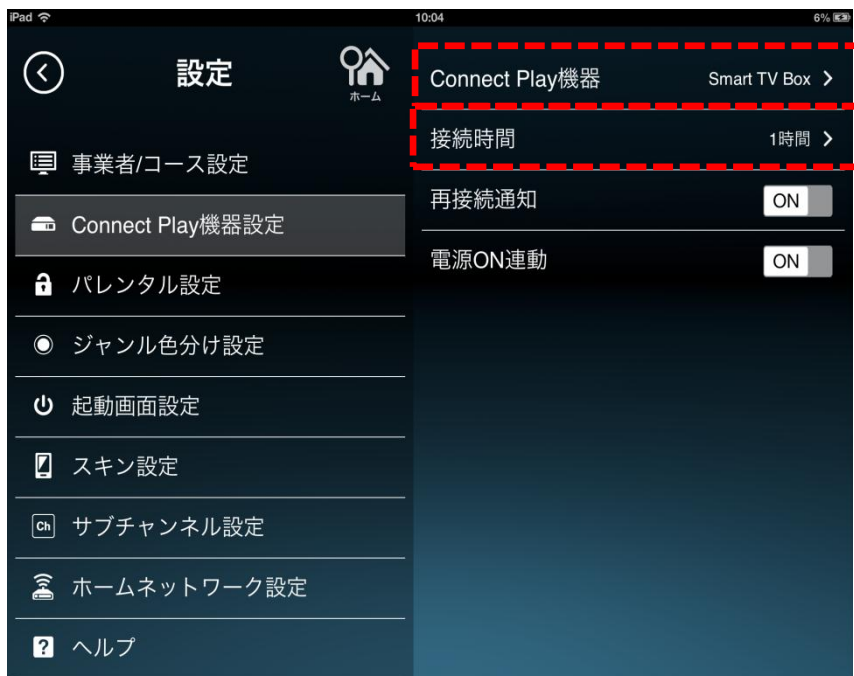 iPad 10:04 6%
設定
ホーム
事業者/コース設定
Connect Play機器設定
パレンタル設定
ジャンル色分け設定
起動画面設定
スキン設定
Ch サブチャンネル設定
ホームネットワーク設定
? ヘルプ
Connect Play機器 Smart TV Box
接続時間 1時間
再接続通知 ON
電源ON連動 ON